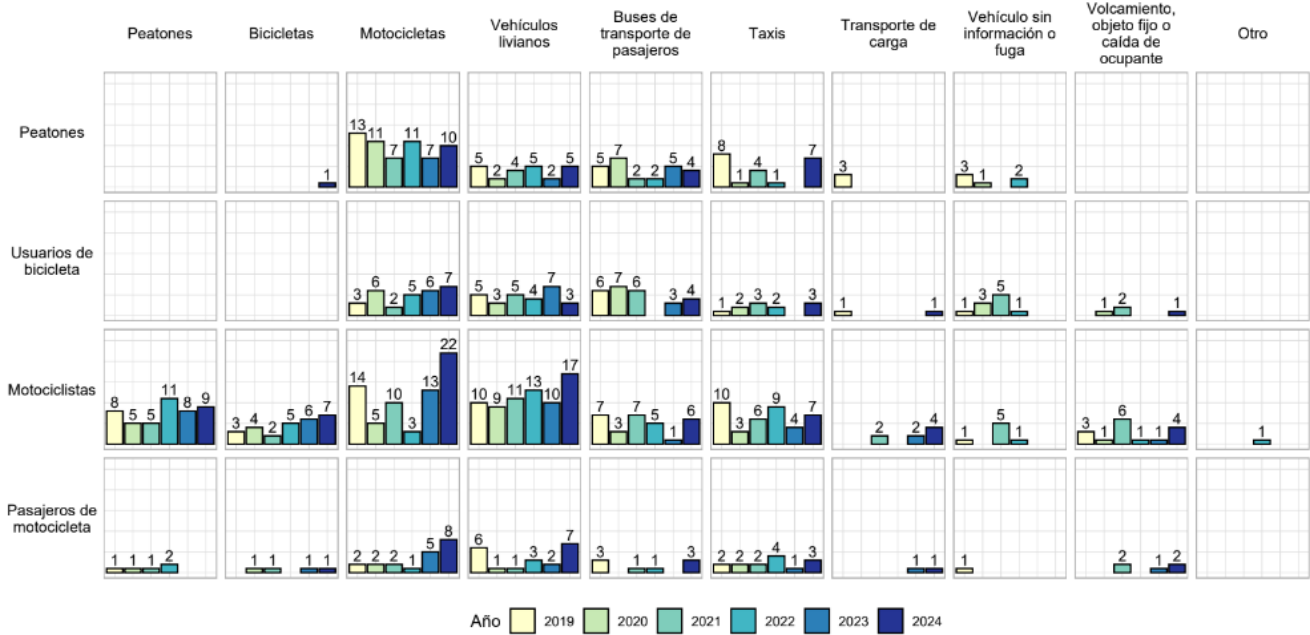 Peatones
Bicicletas
Motocicletas
Vehículos
livianos
Buses de
transporte de
pasajeros
Taxis
Transporte de
carga
Vehículo sin
información o
fuga
Volcamiento,
objeto fijo o
caída de
ocupante
Otro
Peatones
1
13 11 7 11 7 10
5 2 4 5 2 5
5 7 2 2 5 4
8 1 4 1 7
3
3 1 2
Usuarios de
bicicleta
3 6 2 5 6 7
5 3 5 4 7 3
6 7 6 3 4
1 2 3 2 3
1 1
1 3 5 1
1 2 1
Motociclistas
8 5 5 11 8 9
3 4 2 5 6 7
14 5 10 3 13 22
10 9 11 13 10 17
7 3 7 5 1 6
10 3 6 9 4 7
2 2 4
1 5 1
3 1 6 1 1 4
1
Pasajeros de
motocicleta
1 1 1 2
1 1 1 1
2 2 2 1 5 8
6 1 1 3 2 7
3 1 1 3
2 2 2 4 1 3
1 1
1
2 1 2
Año 2019 2020 2021 2022 2023 2024